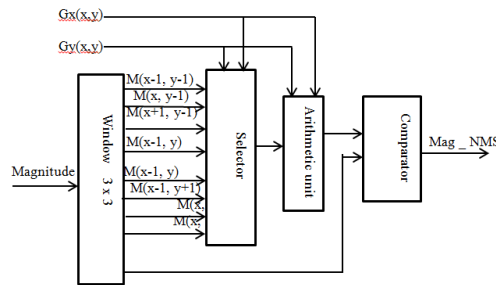 Gx(x,y)
Gy(x,y)
M(x-1, y-1)
M(x, y-1)
M(x+1, y-1)
M(x-1, y)
M(x-1, y)
M(x-1, y+1)
M(x,
M(x,
Magnitude
Window 3 x 3
Selector
Arithmetic unit
Comparator
Mag _ NMS